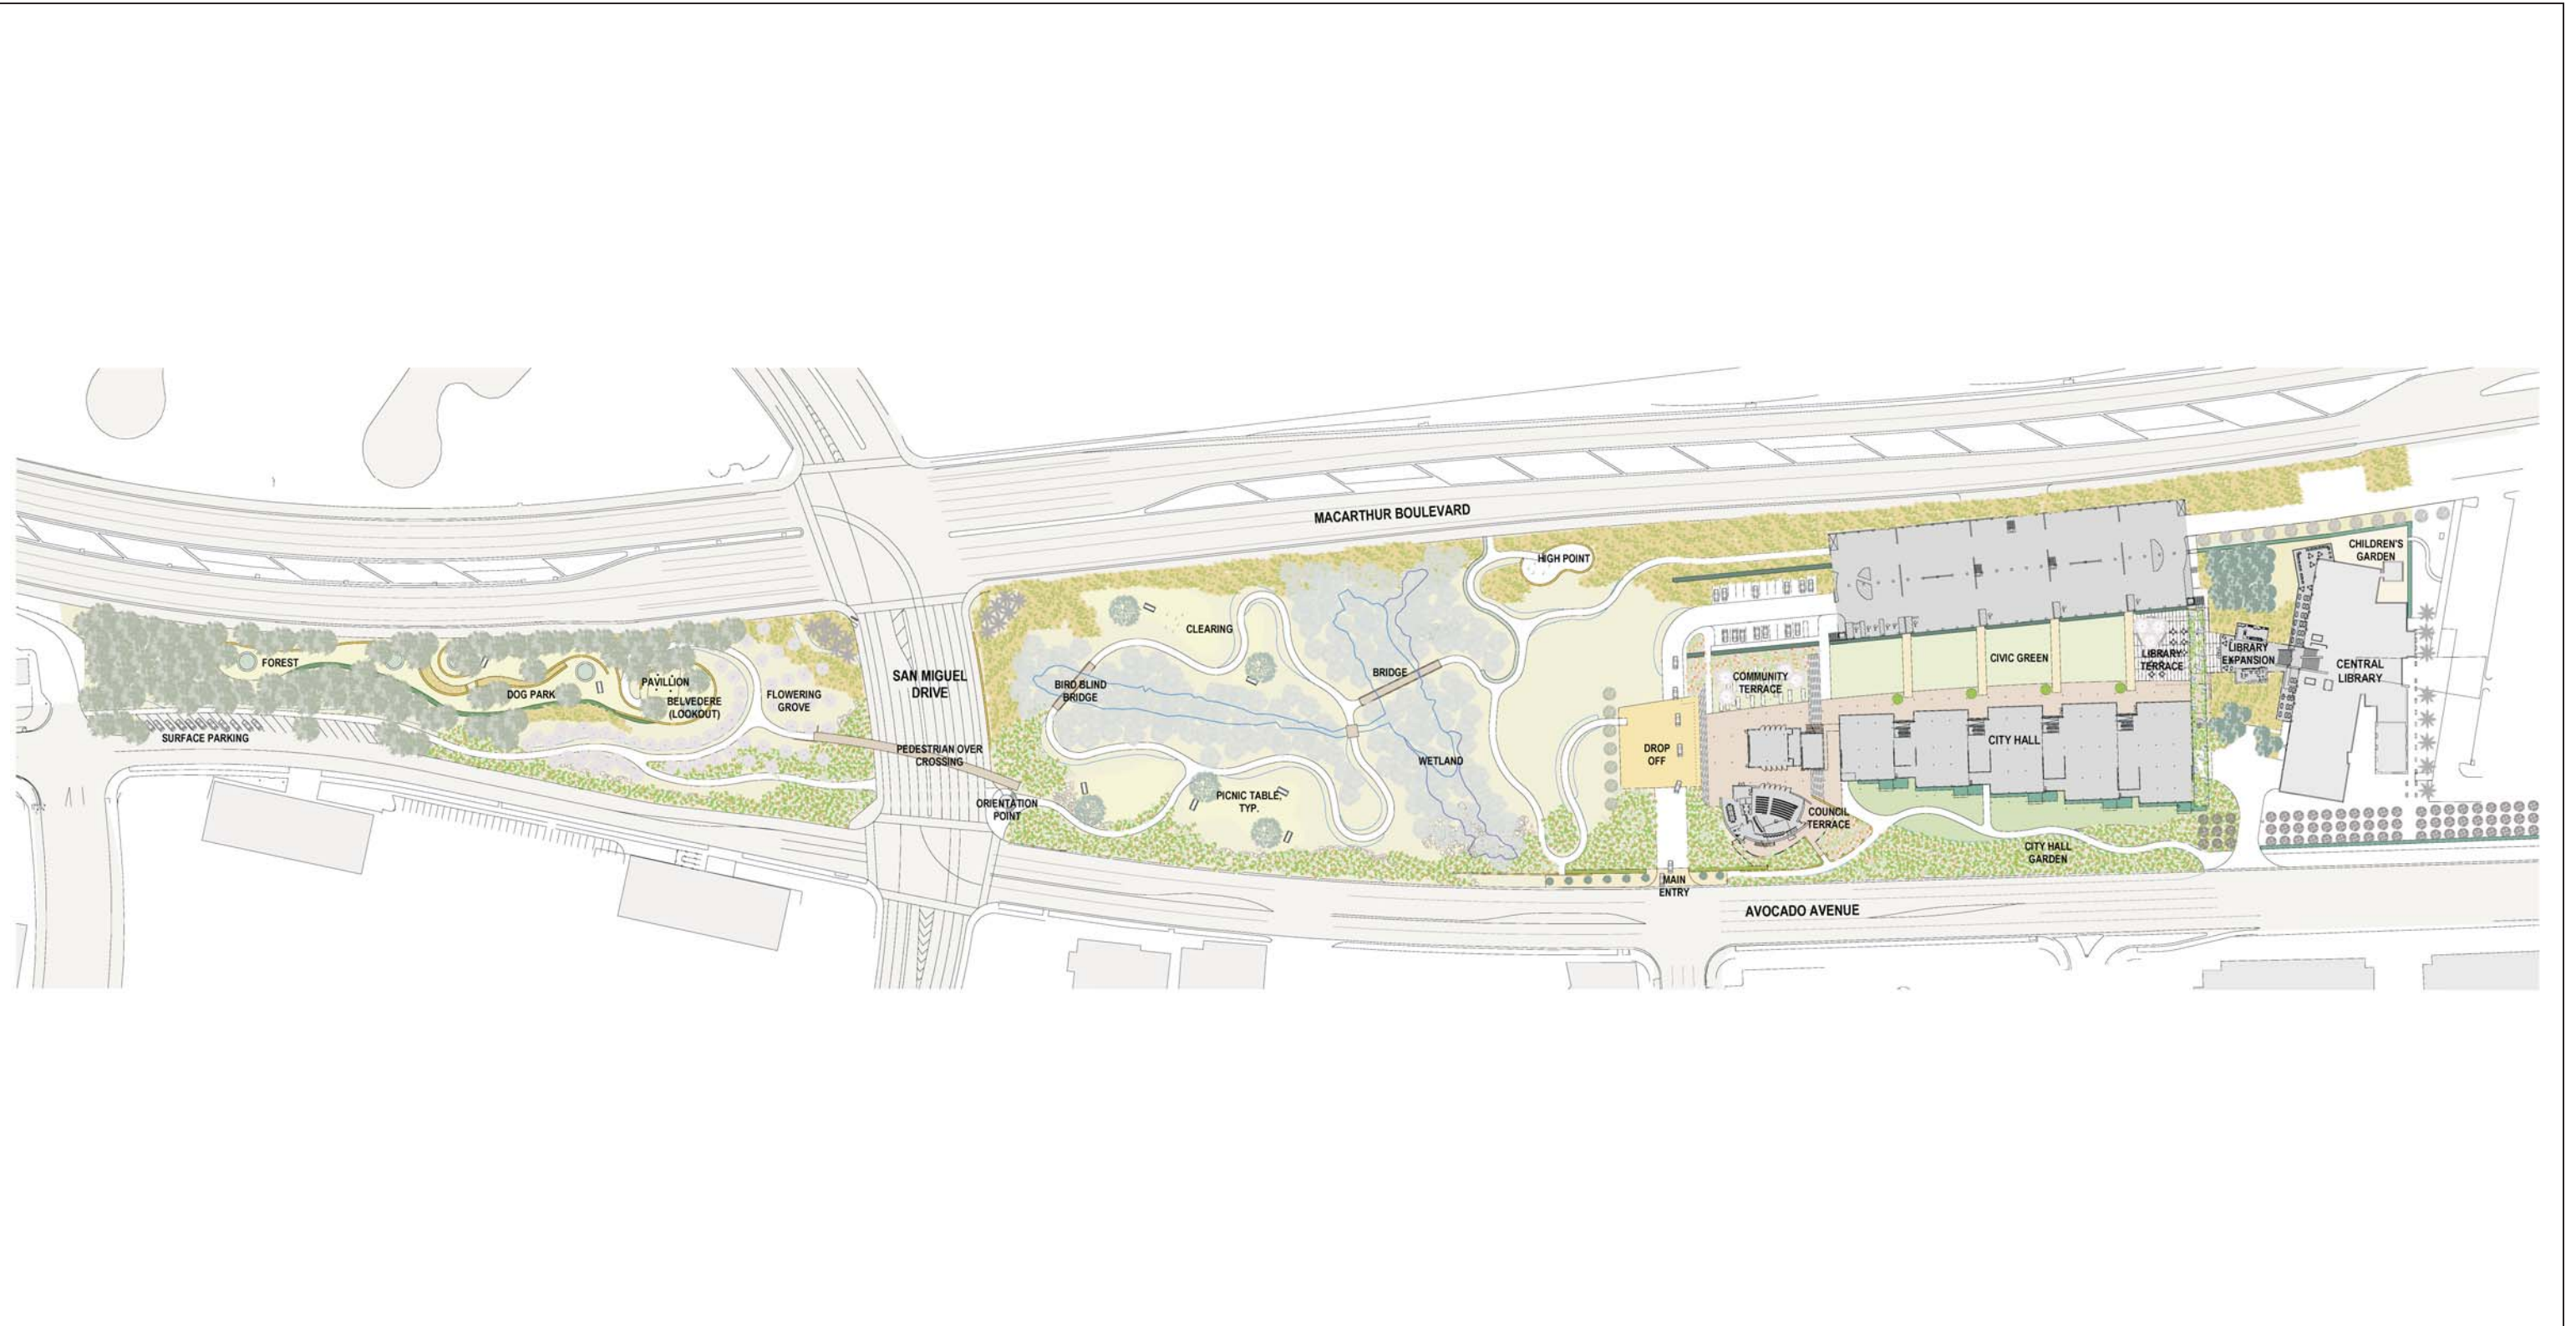 MACARTHUR BOULEVARD
HIGH POINT
CHILDREN'S
GARDEN
CLEARING
FOREST
SAN MIGUEL
DRIVE
CIVIC GREEN
LIBRARY
TERRACE
LIBRARY
EXPANSION
CENTRAL
LIBRARY
BRIDGE
COMMUNITY
TERRACE
PAVILLION
DOG PARK
BIRD BLIND
BRIDGE
BELVEDERE
(LOOKOUT)
FLOWERING
GROVE
SURFACE PARKING
CITY HALL
PEDESTRIAN OVER
CROSSING
DROP
OFF
WETLAND
PICNIC TABLE,
TYP.
ORIENTATION
POINT
COUNCIL
TERRACE
CITY HALL
GARDEN
MAIN
ENTRY
AVOCADO AVENUE